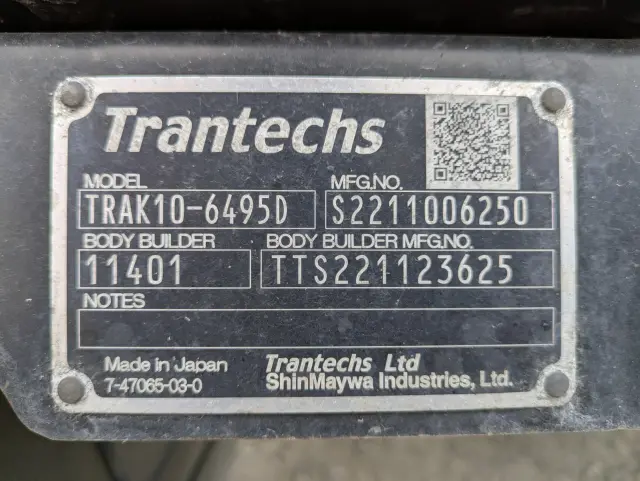 Trantechs
MODEL MFG.NO.
TRAK10-6495D S2211006250
BODY BUILDER BODY BUILDER MFG.NO.
11401 TTS221123625
NOTES
Made in Japan Trantechs Ltd
7-47065-03-0 ShinMaywa Industries, Ltd.